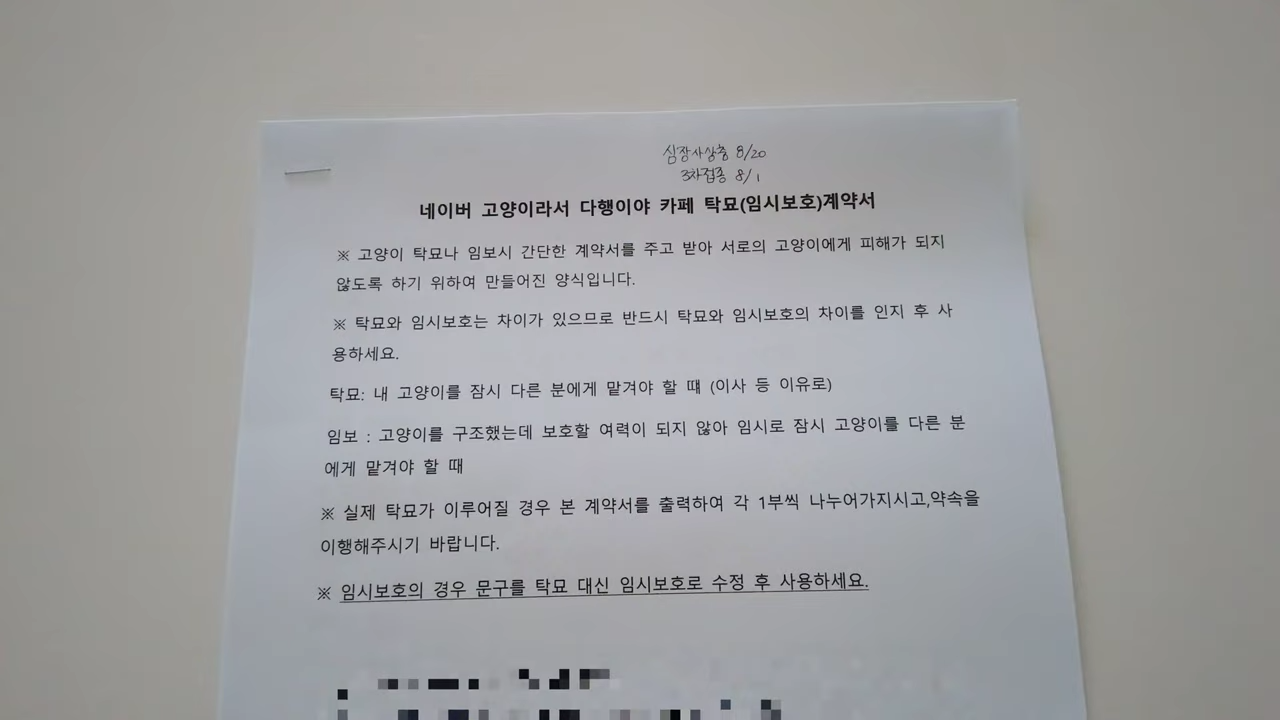 심장사상충 8/20
3차접종 8/1
네이버 고양이라서 다행이야 카페 탁묘(임시보호)계약서
※ 고양이 탁묘나 임보시 간단한 계약서를 주고 받아 서로의 고양이에게 피해가 되지
않도록 하기 위하여 만들어진 양식입니다.
※ 탁묘와 임시보호는 차이가 있으므로 반드시 탁묘와 임시보호의 차이를 인지 후 사
용하세요.
탁묘: 내 고양이를 잠시 다른 분에게 맡겨야 할 떄 (이사 등 이유로)
임보 : 고양이를 구조했는데 보호할 여력이 되지 않아 임시로 잠시 고양이를 다른 분
에게 맡겨야 할 때
※ 실제 탁묘가 이루어질 경우 본 계약서를 출력하여 각 1부씩 나누어가지시고,약속을
이행해주시기 바랍니다.
※ 임시보호의 경우 문구를 탁묘 대신 임시보호로 수정 후 사용하세요.